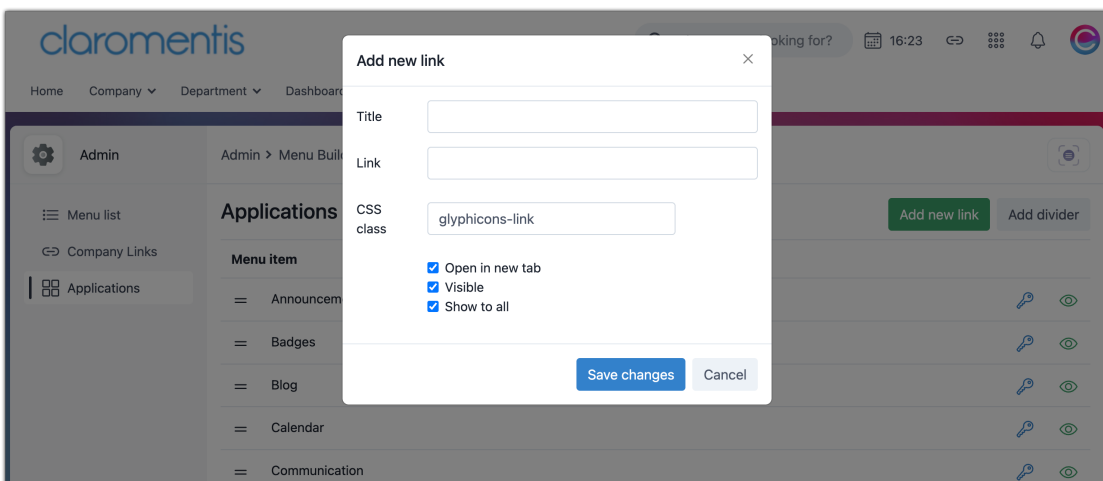 claromentis
oking for?
16:23
Home Company Department Dashboar
Add new link
Title
Link
CSS
class
glyphicons-link
Open in new tab
Visible
Show to all
Save changes Cancel
Admin
Menu list
Company Links
Applications
Admin > Menu Buil
Applications
Add new link Add divider
Menu item
Announcem
Badges
Blog
Calendar
Communication